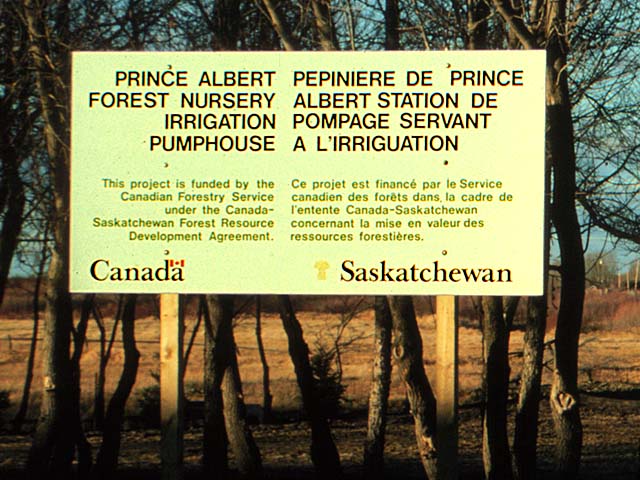 PRINCE ALBERT
FOREST NURSERY
IRRIGATION
PUMPHOUSE
PEPINIERE DE PRINCE
ALBERT STATION DE
POMPAGE SERVANT
A L'IRRIGUATION
This project is funded by the
Canadian Forestry Service
under the Canada-
Saskatchewan Forest Resource
Development Agreement.
Ce projet est financé par le Service
canadien des forêts dans, la cadre de
l'entente Canada-Saskatchewan
concernant la mise en valeur des
ressources forestières.
Canada
Saskatchewan